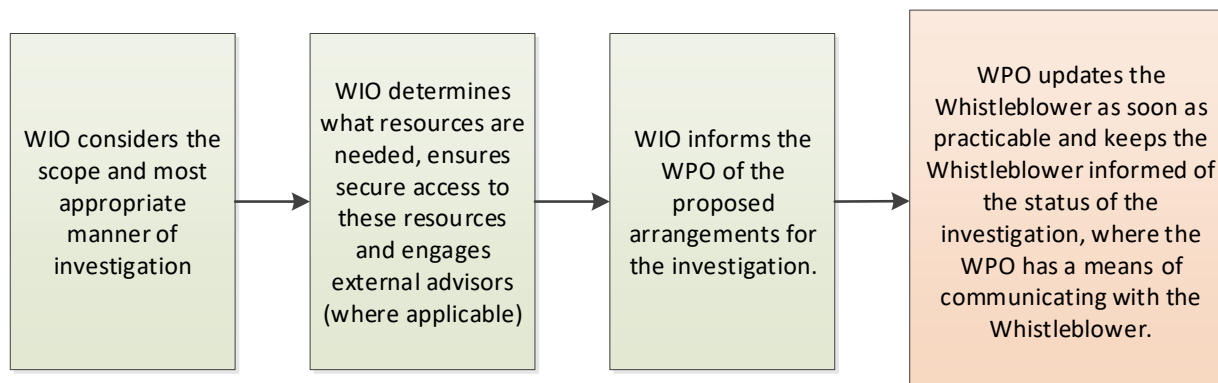 WIO considers the
scope and most
appropriate
manner of
investigation
WIO determines
what resources are
needed, ensures
secure access to
these resources
and engages
external advisors
(where applicable)
WIO informs the
WPO of the
proposed
arrangements for
the investigation.
WPO updates the
Whistleblower as soon as
practicable and keeps the
Whistleblower informed of
the status of the
investigation, where the
WPO has a means of
communicating with the
Whistleblower.